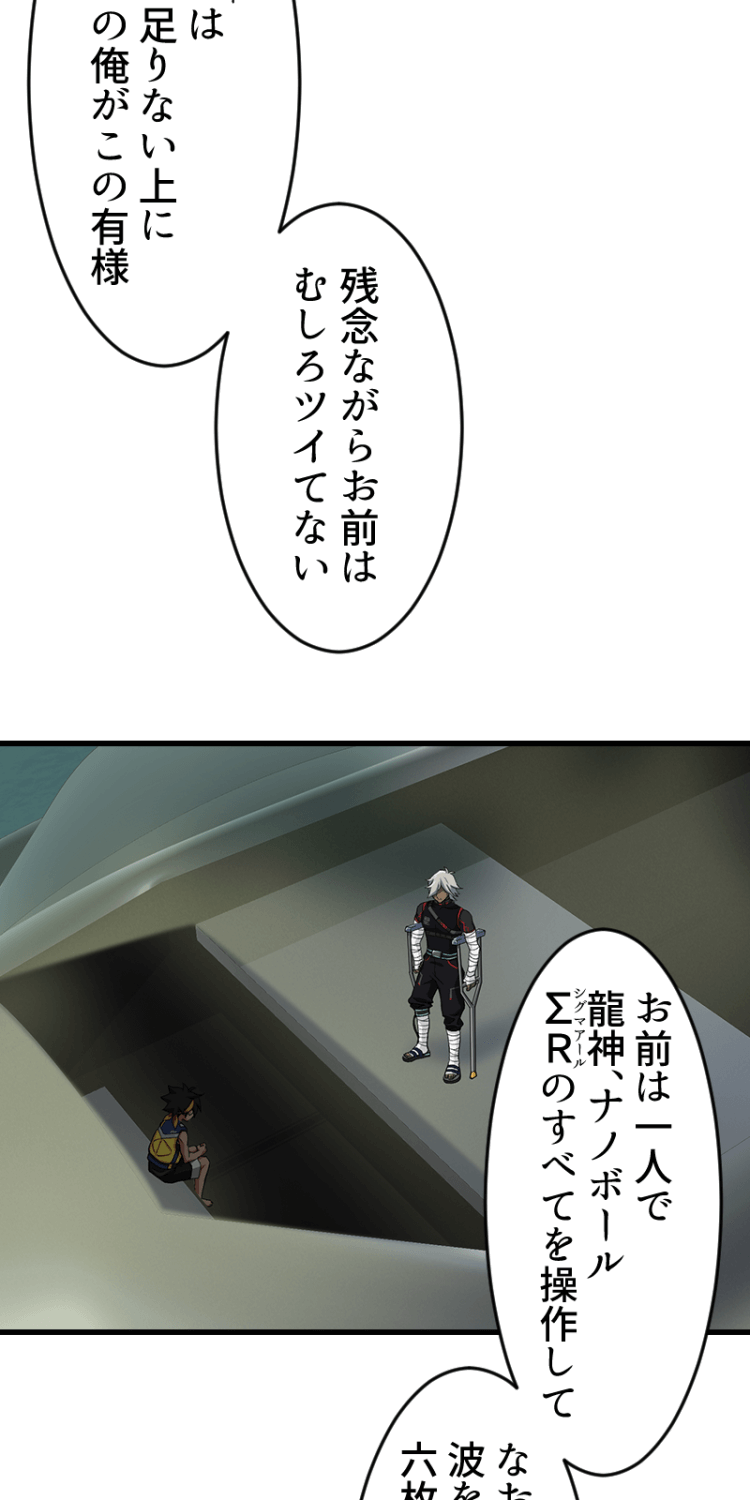 は
足りない上に
の俺がこの有様
残念ながらお前は
むしろツイてない
お前は一人で
龍神、ナノボール
シグマアール
ΣRのすべてを操作して
なお
波を
六枚